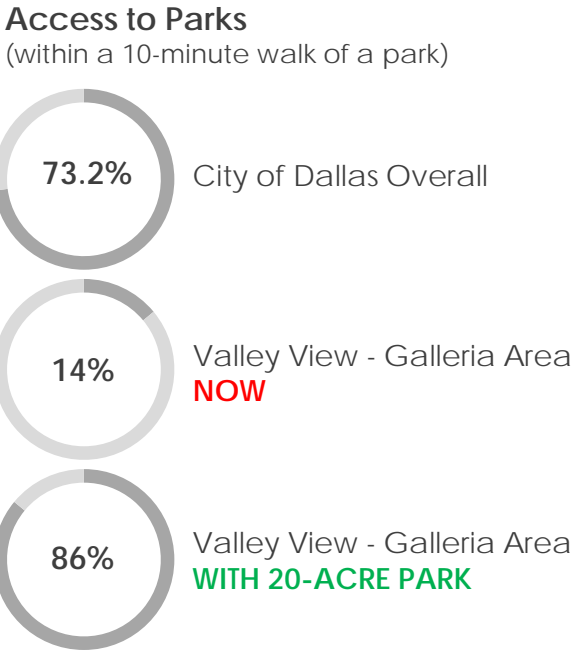 Access to Parks
(within a 10-minute walk of a park)
73.2%
City of Dallas Overall
14%
Valley View - Galleria Area
NOW
86%
Valley View - Galleria Area
WITH 20-ACRE PARK